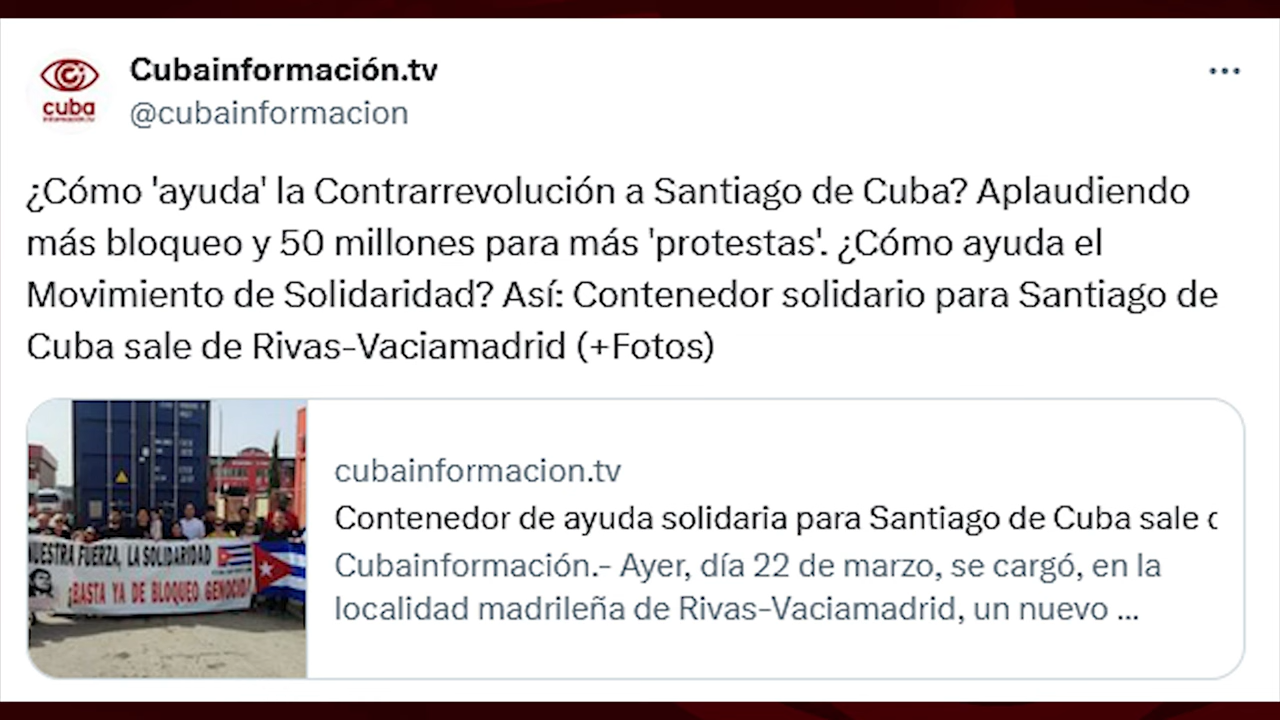 Cubainformación.tv
@cubainformacion
cuba
¿Cómo 'ayuda' la Contrarrevolución a Santiago de Cuba? Aplaudiendo
más bloqueo y 50 millones para más 'protestas'. ¿Cómo ayuda el
Movimiento de Solidaridad? Así: Contenedor solidario para Santiago de
Cuba sale de Rivas-Vaciamadrid (+Fotos)
NUESTRA FUERZA, LA SOLIDARIDAD
¡BASTA YA DE BLOQUEO GENOCIDA!
cubainformacion.tv
Contenedor de ayuda solidaria para Santiago de Cuba sale
Cubainformación.- Ayer, día 22 de marzo, se cargó, en la
localidad madrileña de Rivas-Vaciamadrid, un nuevo ...